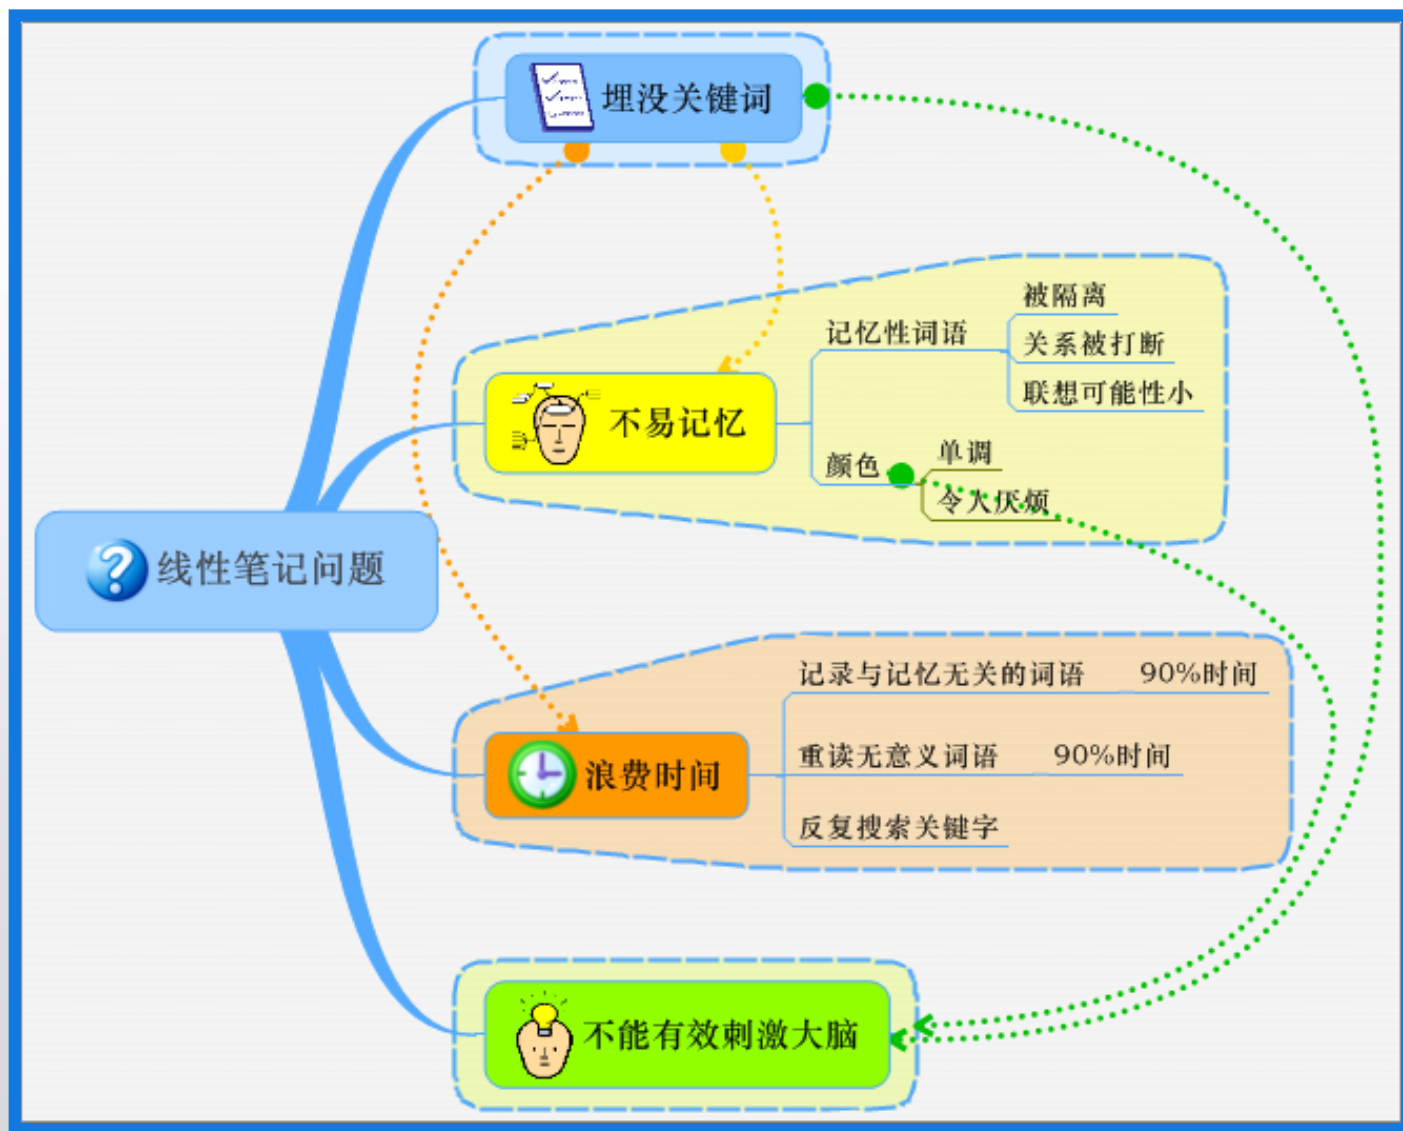 埋没关键词
被隔离
记忆性词语
关系被打断
联想可能性小
不易记忆
颜色
单调
令人厌烦
线性笔记问题
记录与记忆无关的词语 90%时间
重读无意义词语 90%时间
浪费时间
反复搜索关键字
不能有效刺激大脑